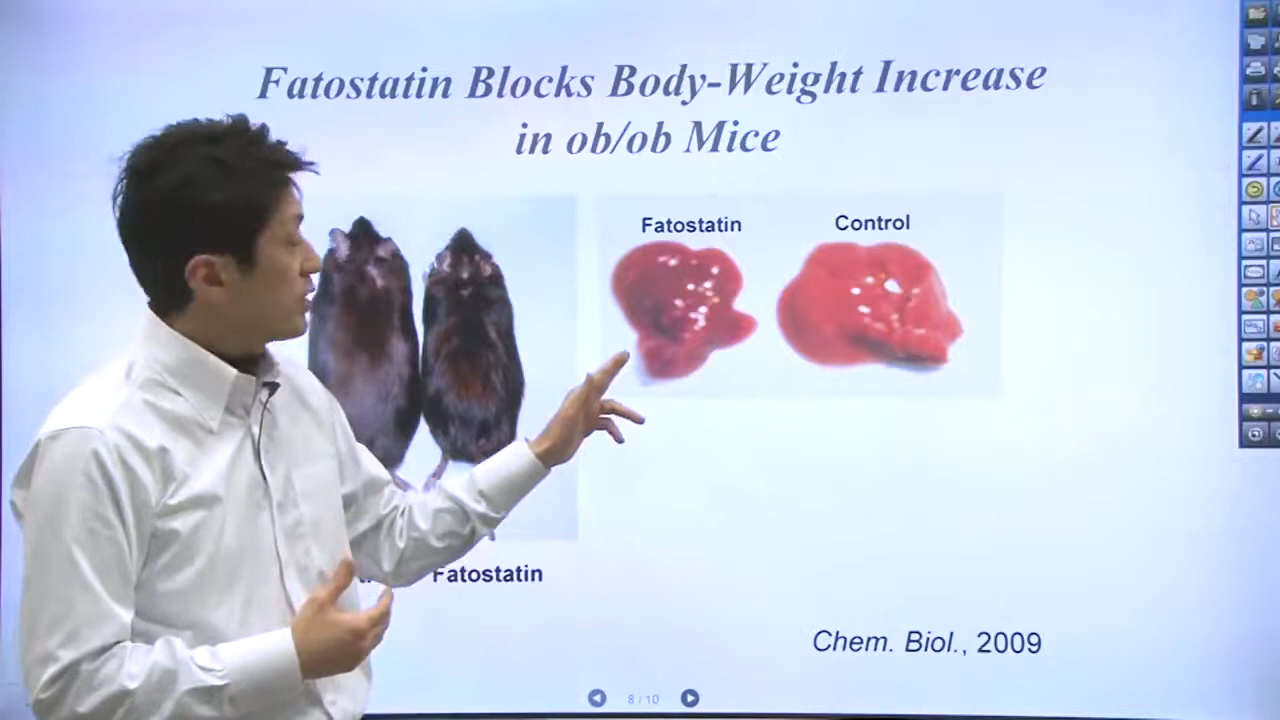 Fatostatin Blocks Body-Weight Increase
in ob/ob Mice
Fatostatin Control
Fatostatin
Chem. Biol., 2009
8 / 10